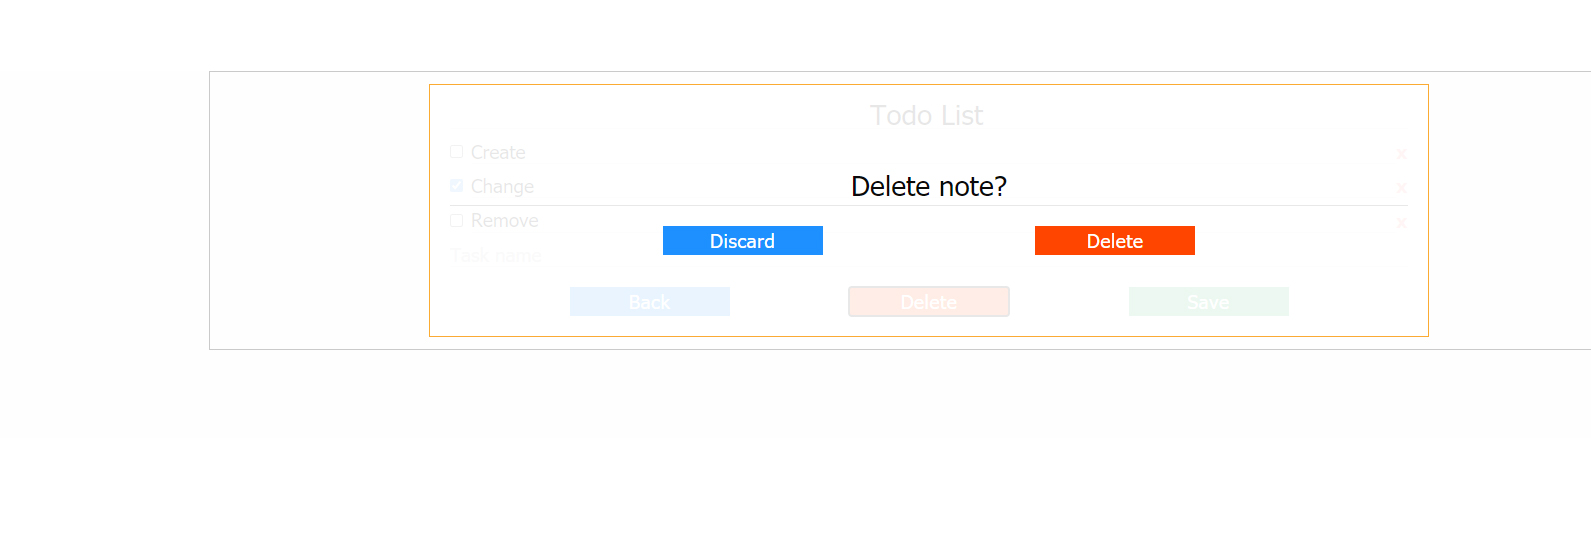 Todo List
Create x
Change x
Delete note?
Remove x
Discard Delete
Task name
Back Delete Save